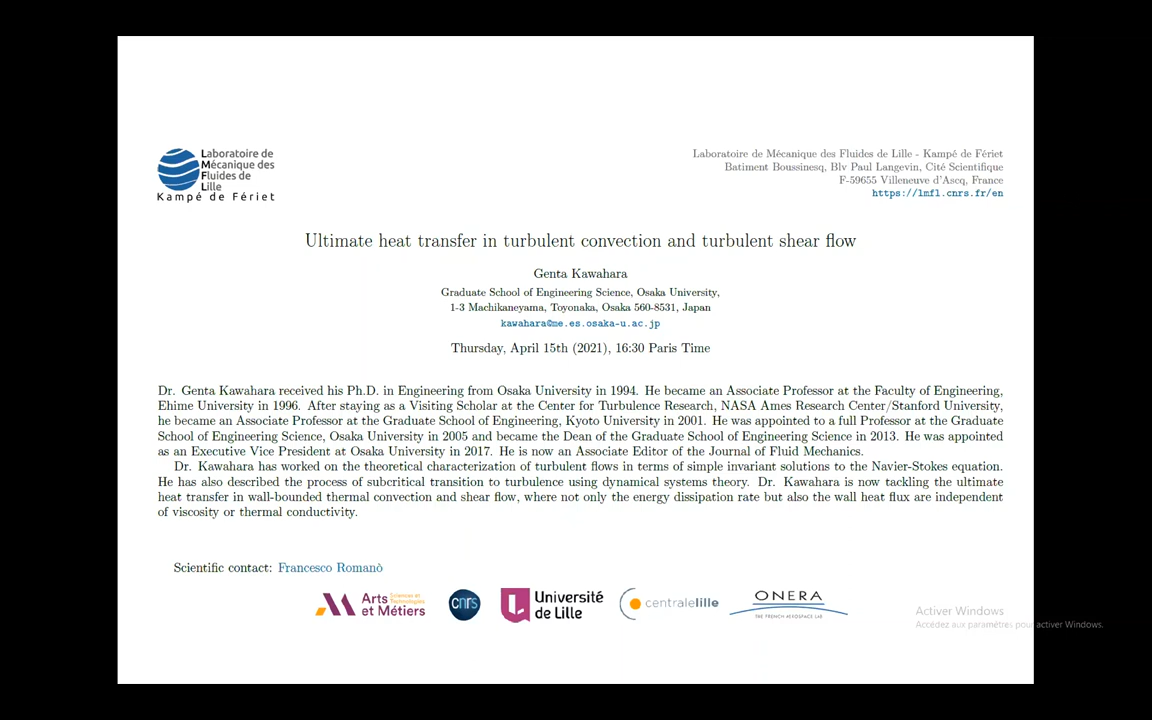 Laboratoire de
Mécanique des
Fluides de
Lille
Kampé de Fériet
Laboratoire de Mécanique des Fluides de Lille - Kampé de Fériet
Batiment Boussinesq, Blv Paul Langevin, Cité Scientifique
F-59655 Villeneuve d'Ascq, France
https://lmfl.cnrs.fr/en
Ultimate heat transfer in turbulent convection and turbulent shear flow
Genta Kawahara
Graduate School of Engineering Science, Osaka University,
1-3 Machikaneyama, Toyonaka, Osaka 560-8531, Japan
kawahara@me.es.osaka-u.ac.jp
Thursday, April 15th (2021), 16:30 Paris Time
Dr. Genta Kawahara received his Ph.D. in Engineering from Osaka University in 1994. He became an Associate Professor at the Faculty of Engineering,
Ehime University in 1996. After staying as a Visiting Scholar at the Center for Turbulence Research, NASA Ames Research Center/Stanford University,
he became an Associate Professor at the Graduate School of Engineering, Kyoto University in 2001. He was appointed to a full Professor at the Graduate
School of Engineering Science, Osaka University in 2005 and became the Dean of the Graduate School of Engineering Science in 2013. He was appointed
as an Executive Vice President at Osaka University in 2017. He is now an Associate Editor of the Journal of Fluid Mechanics.
Dr. Kawahara has worked on the theoretical characterization of turbulent flows in terms of simple invariant solutions to the Navier-Stokes equation.
He has also described the process of subcritical transition to turbulence using dynamical systems theory. Dr. Kawahara is now tackling the ultimate
heat transfer in wall-bounded thermal convection and shear flow, where not only the energy dissipation rate but also the wall heat flux are independent
of viscosity or thermal conductivity.
Scientific contact: Francesco Romanò
Arts et Métiers
Sciences et Technologies
cnrs
Université
de Lille
centralelille
ONERA
THE FRENCH AEROSPACE LAB
Activer Windows
Accédez aux paramètres pour activer Windows.